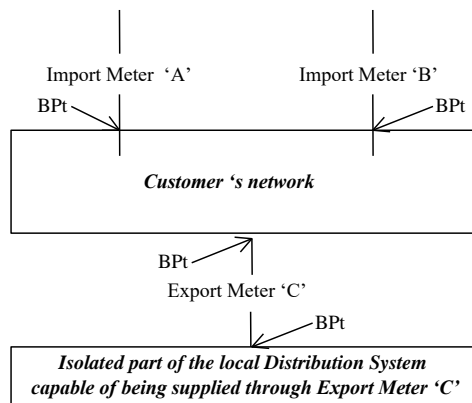 Import Meter ‘A’ Import Meter ‘B’
BPt BPt
Customer ‘s network
BPt
Export Meter ‘C’
BPt
Isolated part of the local Distribution System
capable of being supplied through Export Meter ‘C’